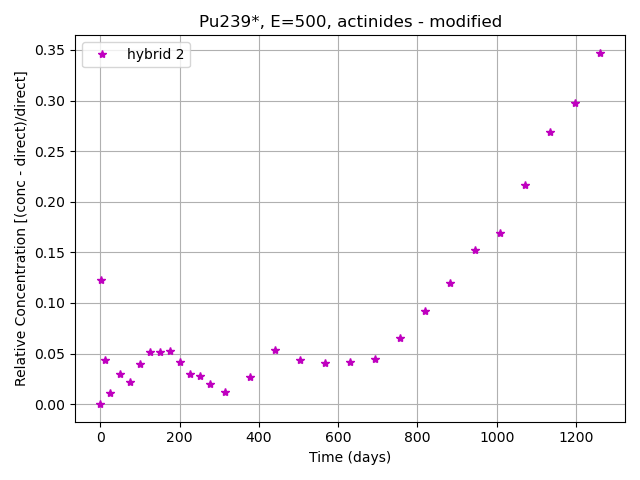 Pu239*, E=500, actinides - modified
hybrid 2
Relative Concentration [(conc - direct)/direct]
0.35
0.30
0.25
0.20
0.15
0.10
0.05
0.00
0 200 400 600 800 1000 1200
Time (days)